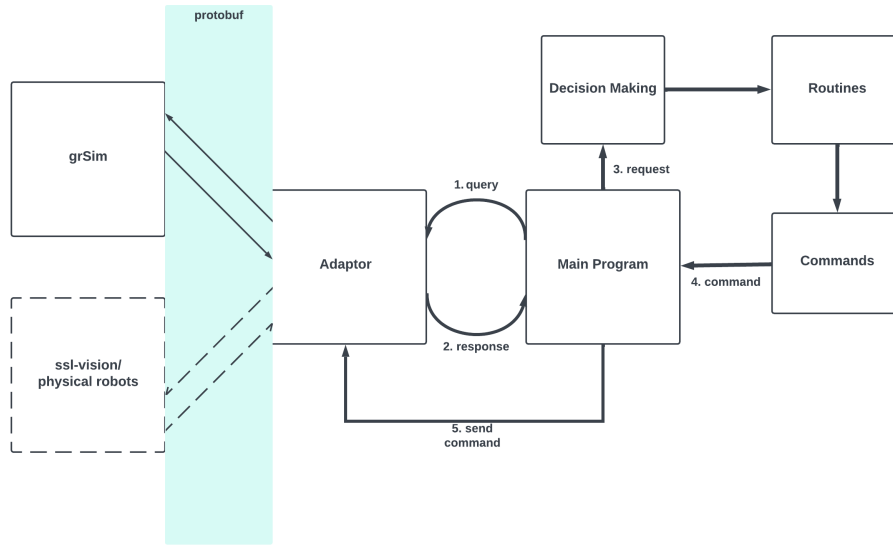 protobuf
Decision Making
Routines
grSim
3. request
1. query
Adaptor
Main Program
Commands
4. command
2. response
ssl-vision/
physical robots
5. send
command